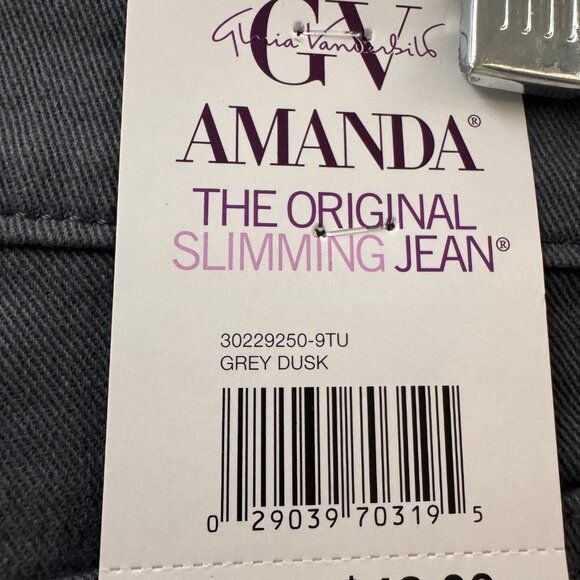 GV
Gloria Vanderbilt
AMANDA®
THE ORIGINAL
SLIMMING JEAN®
30229250-9TU
GREY DUSK
0 29039 70319 5